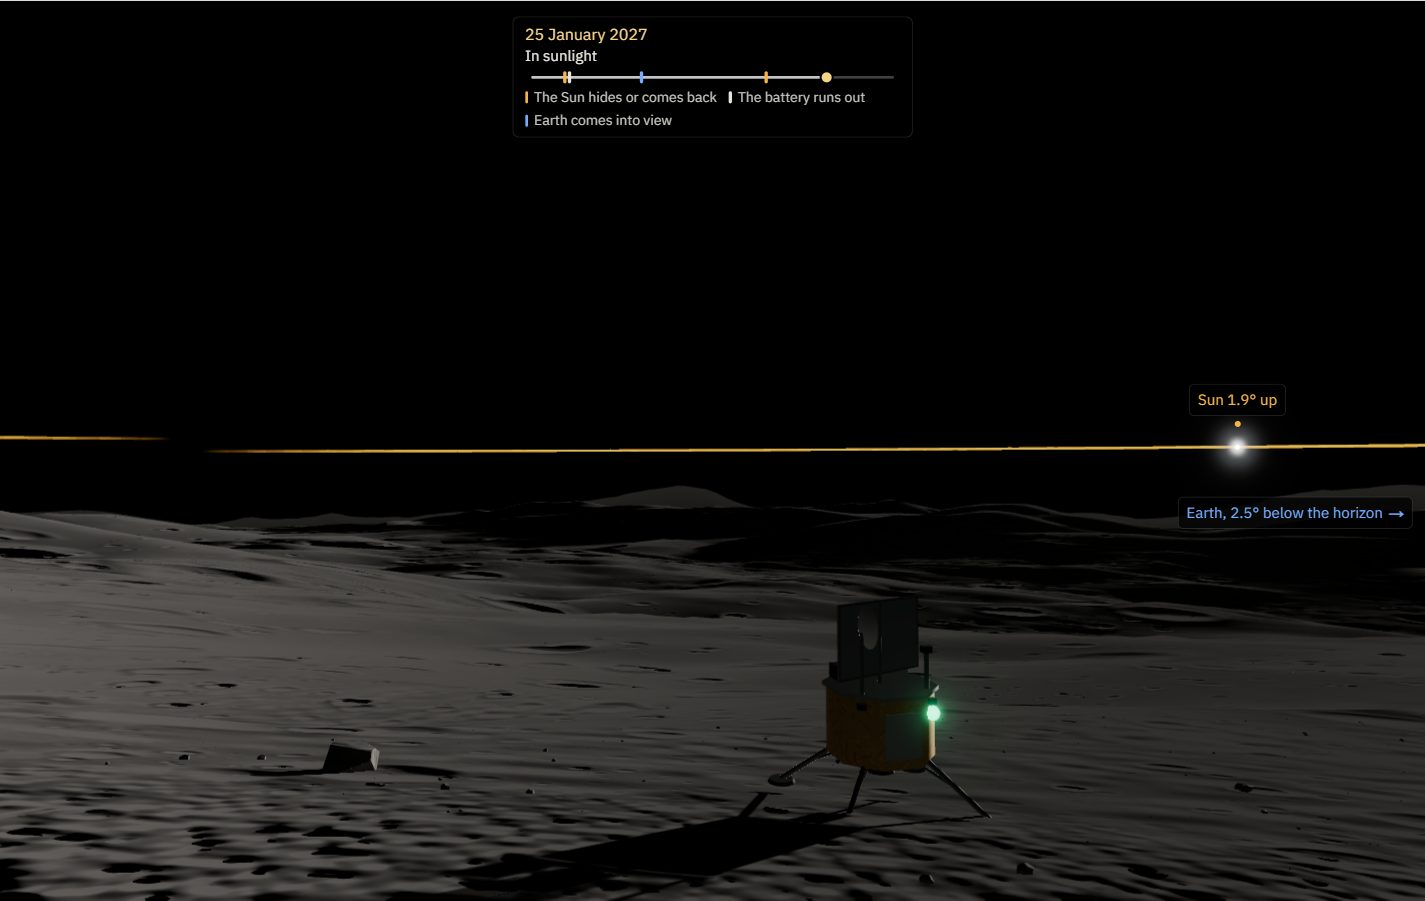 25 January 2027
In sunlight
The Sun hides or comes back The battery runs out
Earth comes into view
Sun 1.9° up
Earth, 2.5° below the horizon →